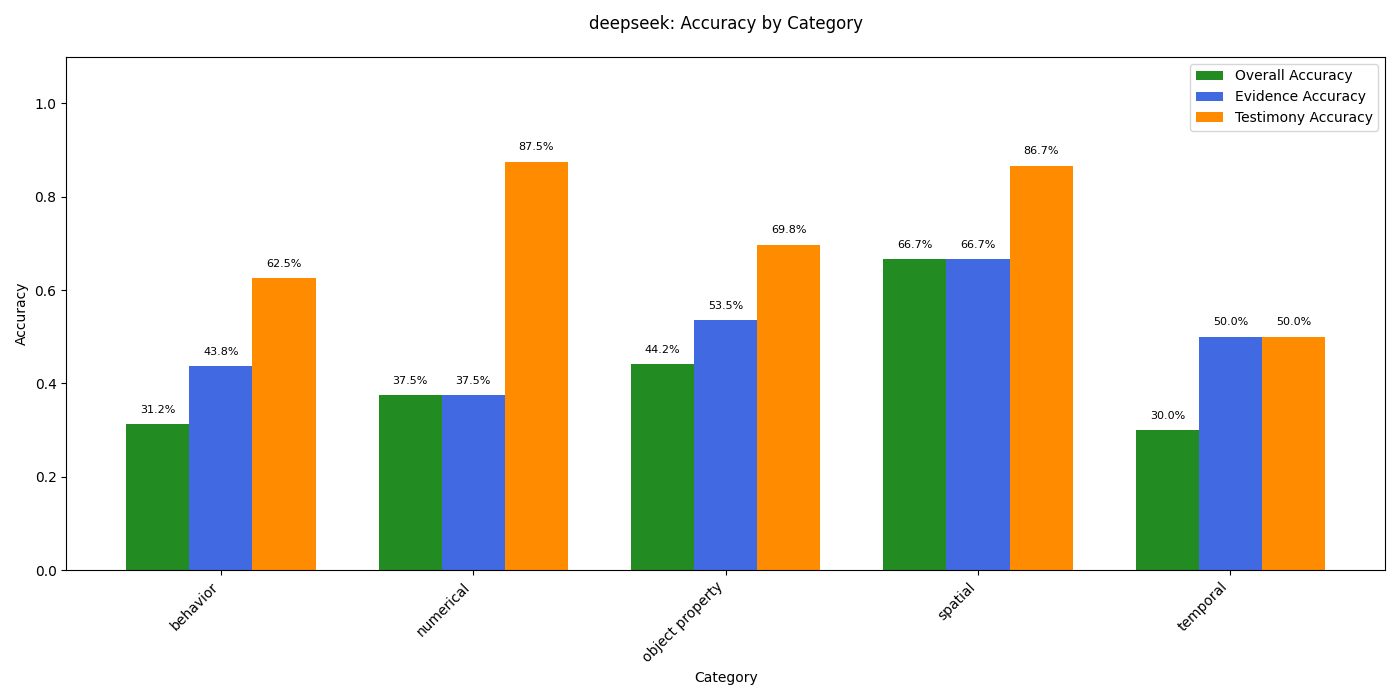 deepseek: Accuracy by Category
Overall Accuracy
Evidence Accuracy
Testimony Accuracy
Accuracy
1.0
0.8
0.6
0.4
0.2
0.0
31.2%
43.8%
62.5%
37.5%
37.5%
87.5%
44.2%
53.5%
69.8%
66.7%
66.7%
86.7%
30.0%
50.0%
50.0%
behavior
numerical
object property
spatial
temporal
Category